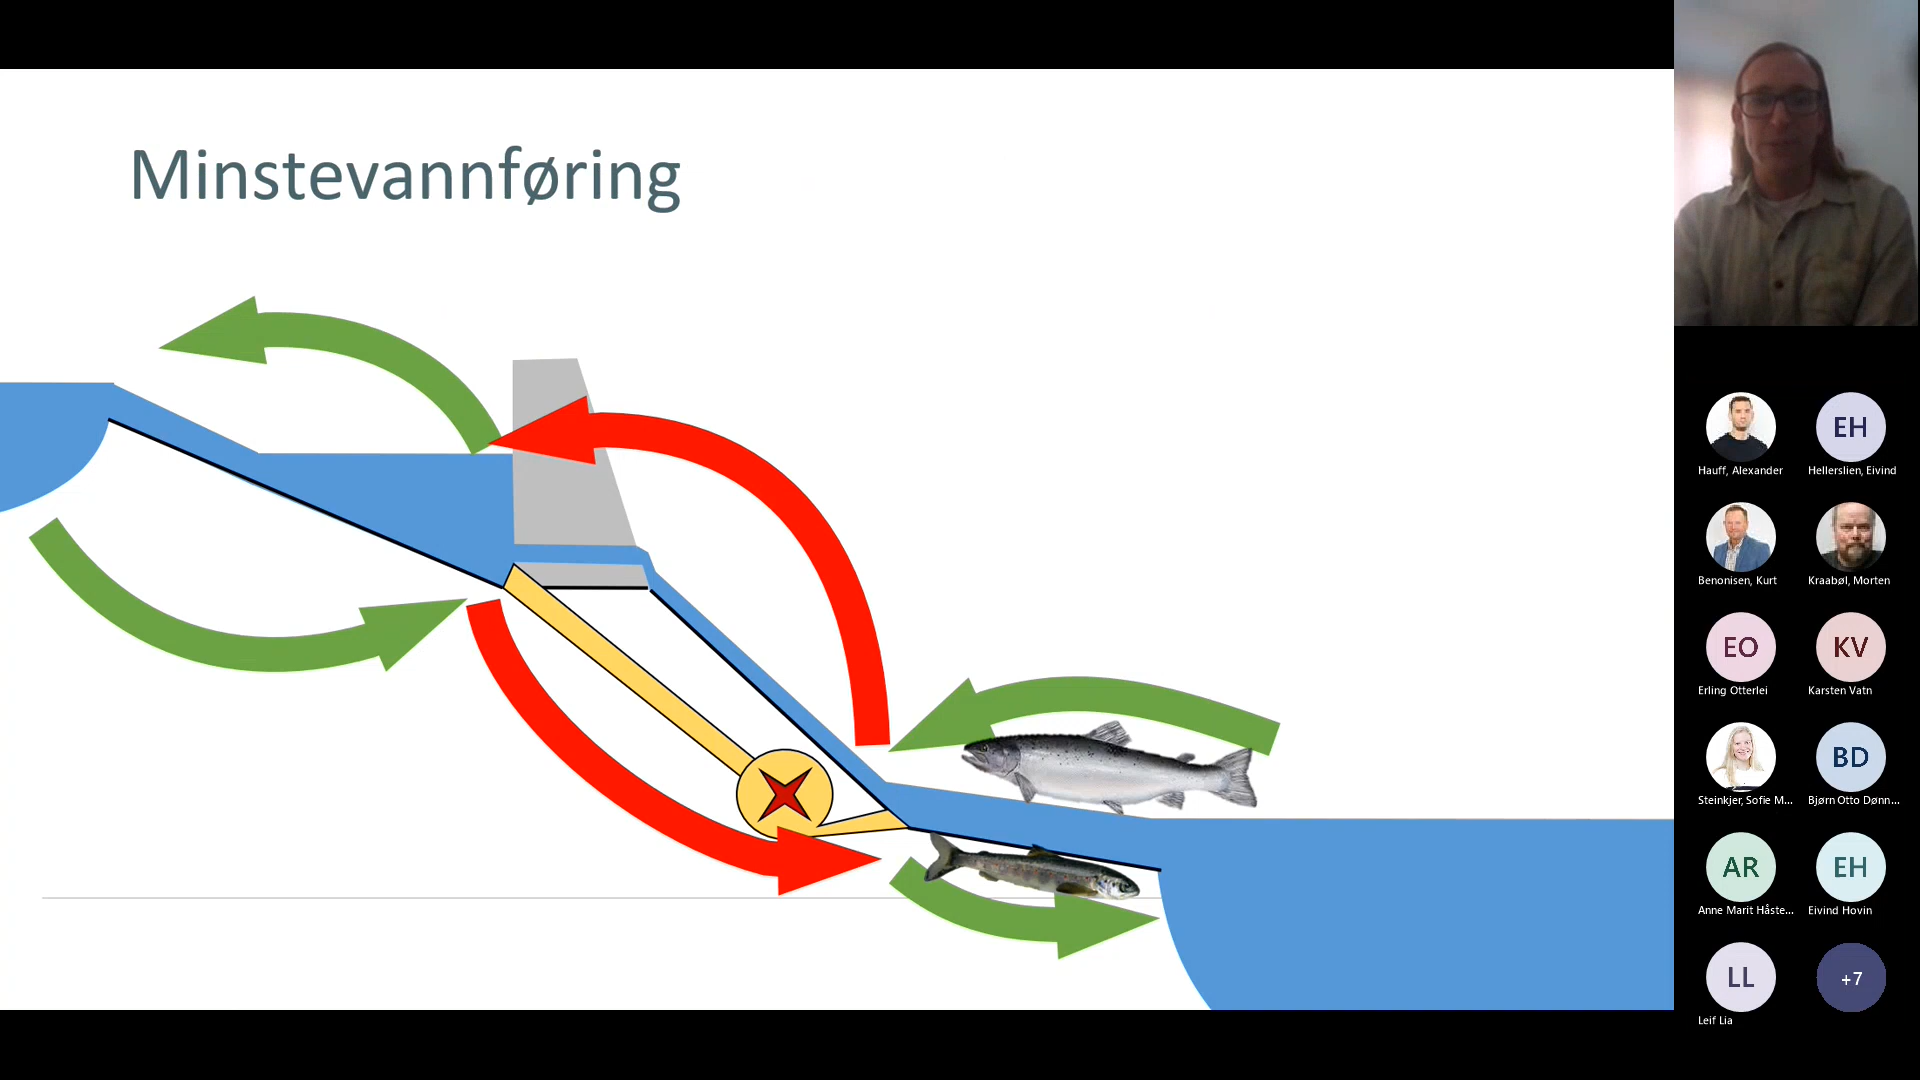 Minstevannføring
EH
Hauff, Alexander
Hellerslien, Eivind
Benonisen, Kurt
Kraabøl, Morten
EO
KV
Erling Otterlei
Karsten Vatn
BD
Steinkjer, Sofie M...
Bjørn Otto Dønn...
AR
EH
Anne Marit Håste...
Eivind Hovin
LL
+7
Leif Lia